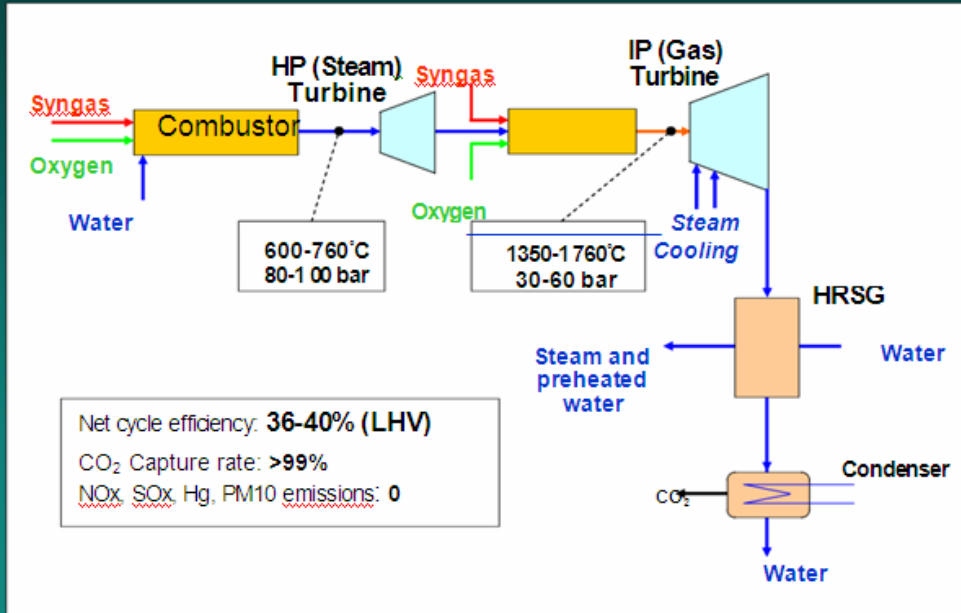 HP (Steam)
Turbine
IP (Gas)
Turbine
Syngas
Syngas
Combustor
Oxygen
Water
Oxygen
Steam
Cooling
600-760°C
80-100 bar
1350-1760°C
30-60 bar
HRSG
Steam and
preheated
water
Water
Net cycle efficiency: 36-40% (LHV)
CO₂ Capture rate: >99%
NOx, SOx, Hg, PM10 emissions: 0
Condenser
CO₂
Water